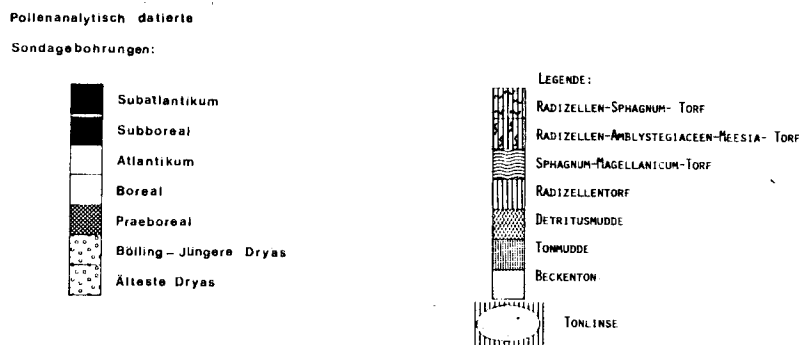 Pollenanalytisch datierte
Sondagebohrungen:
Subatlantikum
Subboreal
Atlantikum
Boreal
Praeboreal
Bölling – Jüngere Dryas
Älteste Dryas
LEGENDE:
RADIZELLEN-SPHAGNUM- TORF
RADIZELLEN-AMBLYSTEGIACEEN-MEESIA- TORF
SPHAGNUM-MAGELLANICUM-TORF
RADIZELLENTORF
DETRITUSMUDDE
TONMUDDE
BECKENTON
TONLINSE